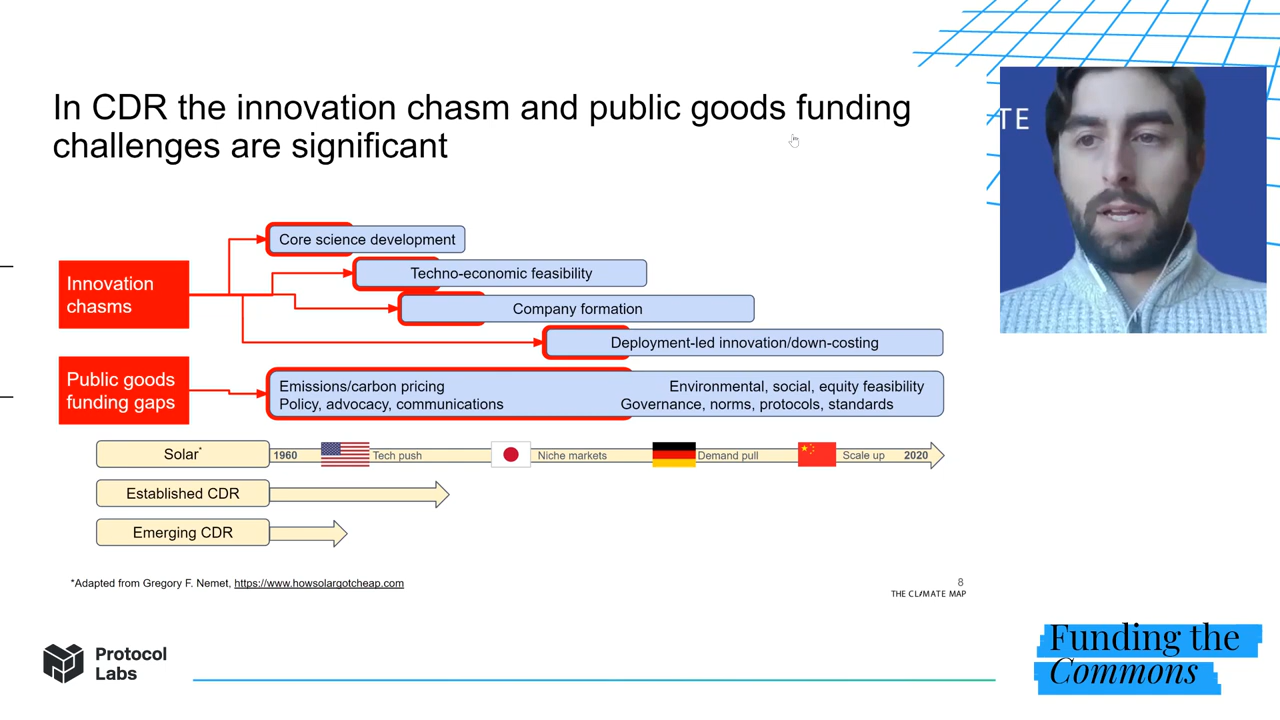 In CDR the innovation chasm and public goods funding
challenges are significant
TE
Innovation
chasms
Core science development
Techno-economic feasibility
Company formation
Deployment-led innovation/down-costing
Public goods
funding gaps
Emissions/carbon pricing
Policy, advocacy, communications
Environmental, social, equity feasibility
Governance, norms, protocols, standards
Solar*
1960
Tech push
Niche markets
Demand pull
Scale up
2020
Established CDR
Emerging CDR
*Adapted from Gregory F. Nemet, https://www.howsolargotcheap.com
8
THE CLIMATE MAP
Protocol
Labs
Funding the
Commons